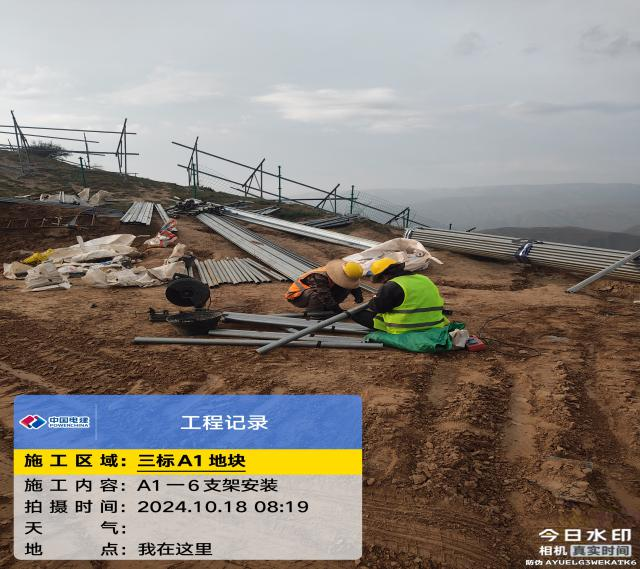 中国电建
POWERCHINA
工程记录
施工区域：三标A1地块
施工内容：A1—6支架安装
拍摄时间：2024.10.18 08:19
天气：
地点：我在这里
今日水印
相机 真实时间
防伪 AYUELG3WEKATK6